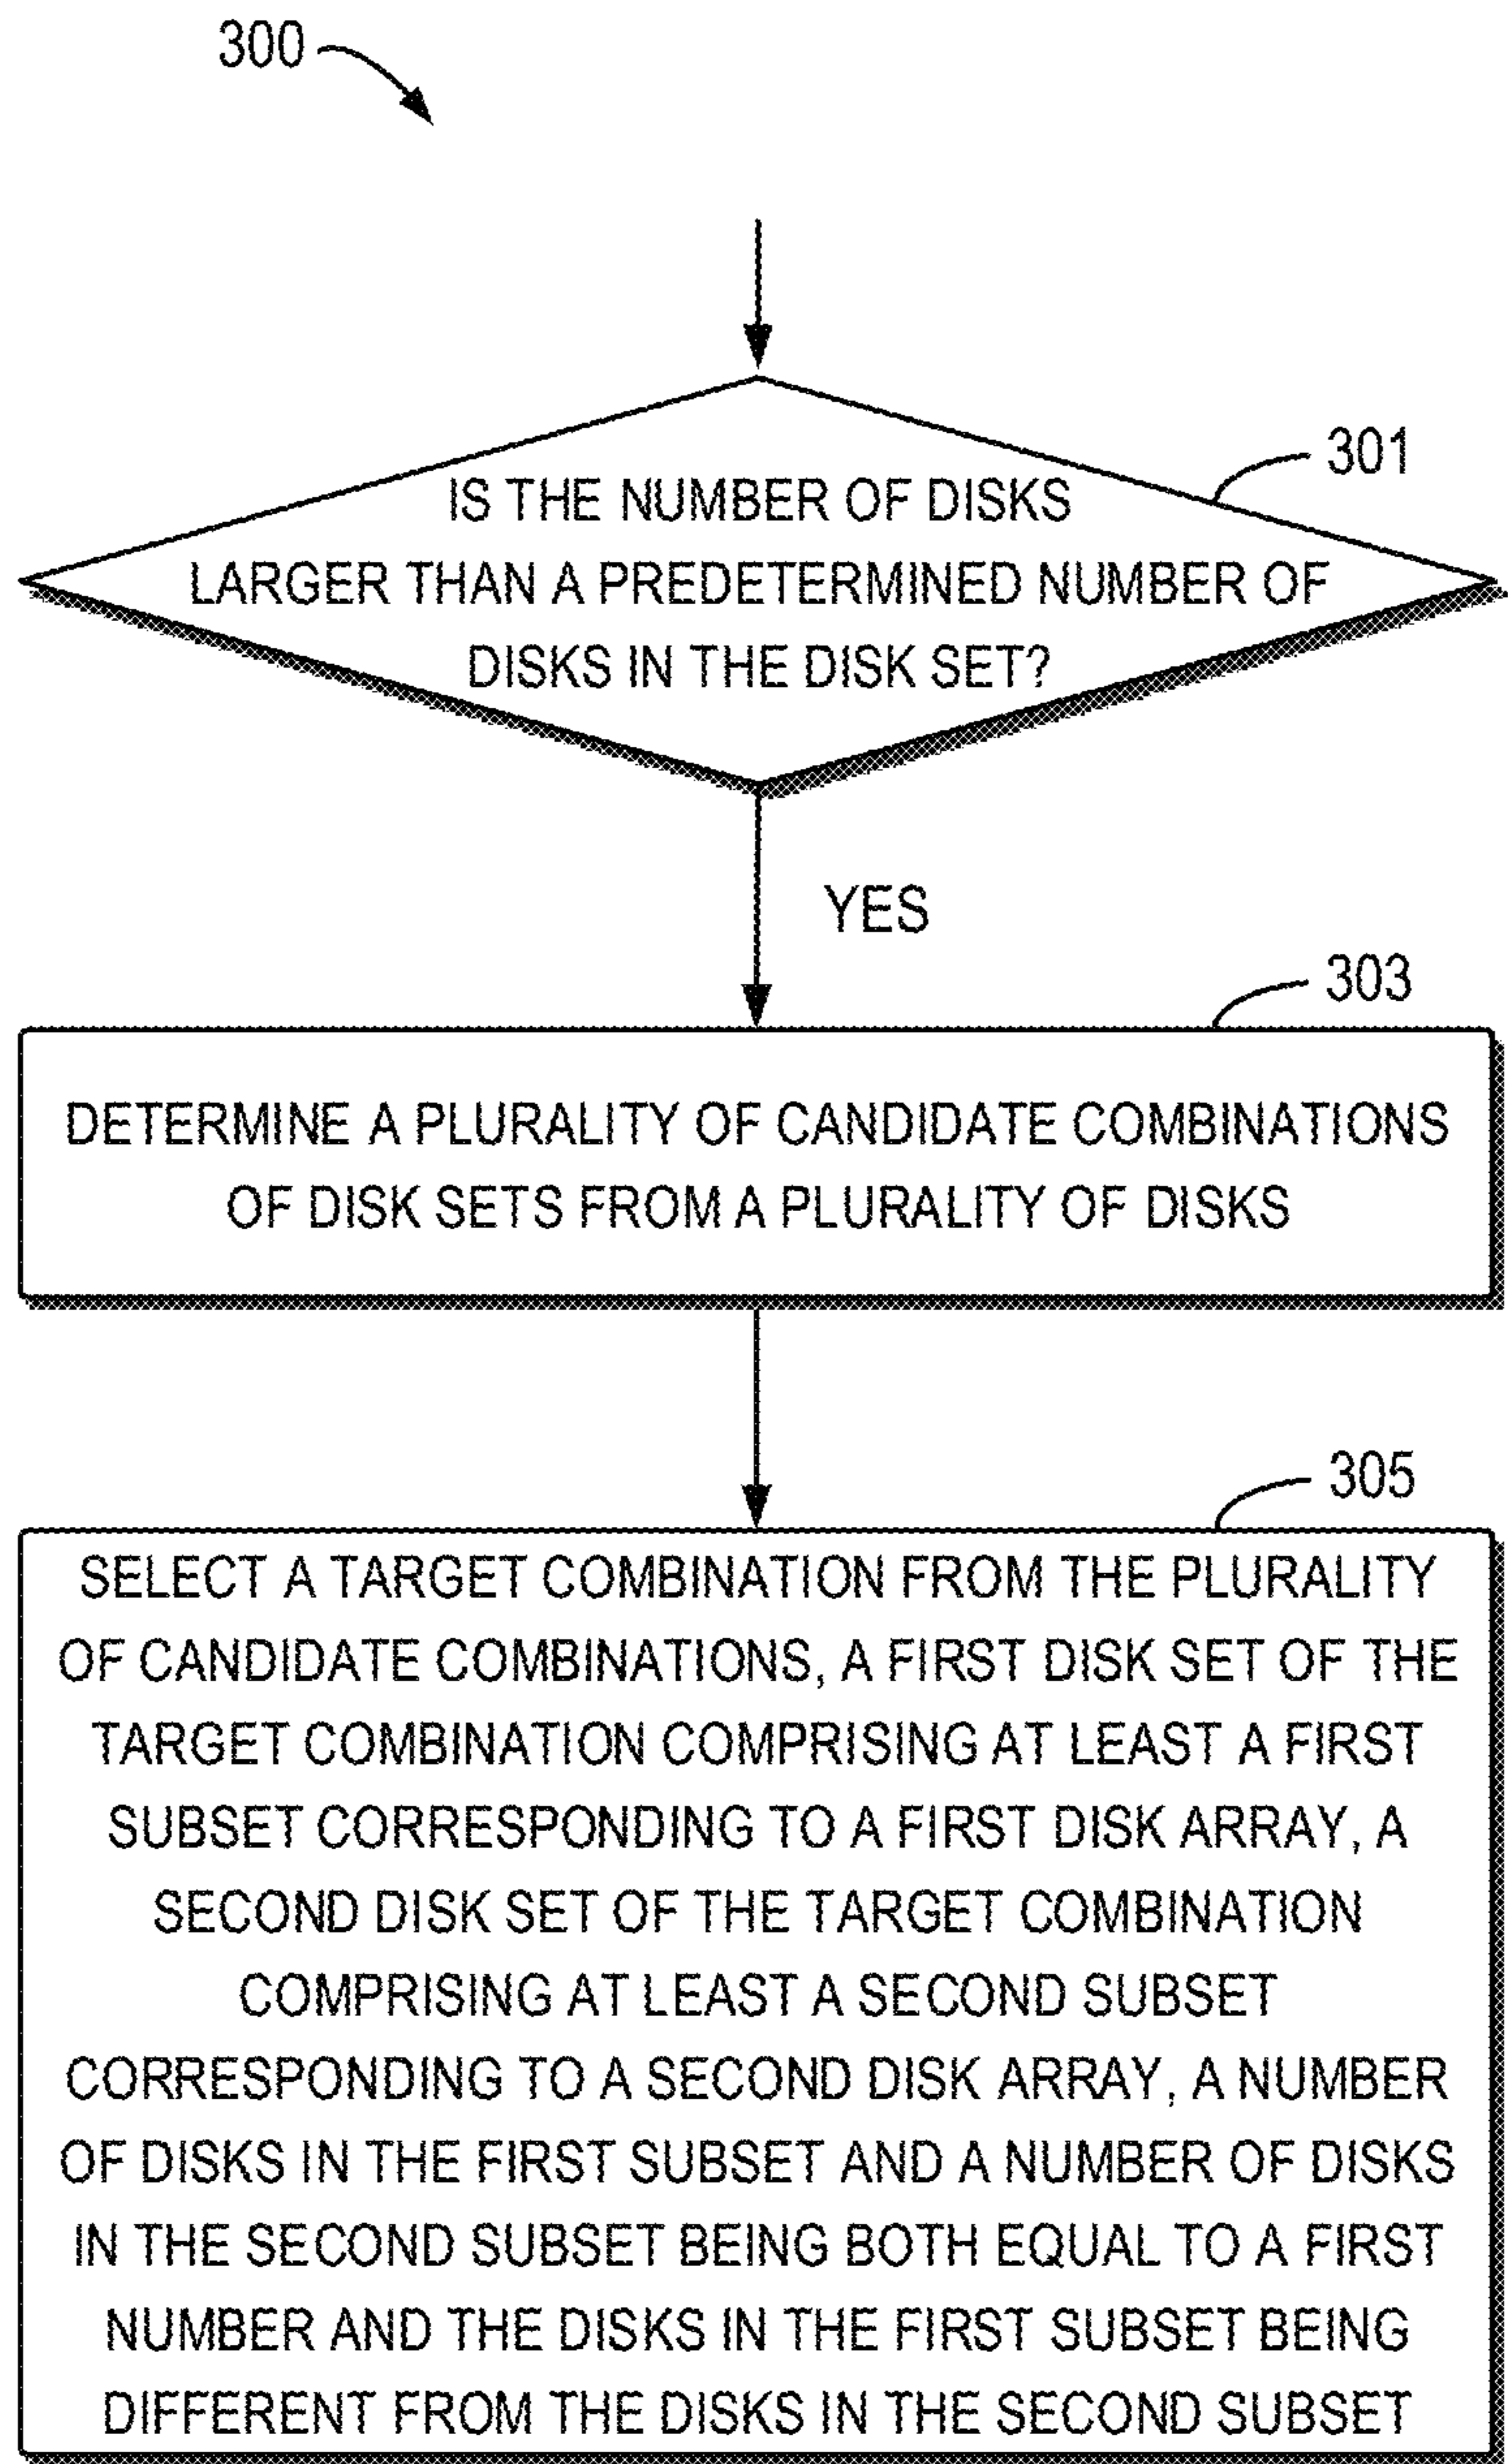 300
301
IS THE NUMBER OF DISKS
LARGER THAN A PREDETERMINED NUMBER OF
DISKS IN THE DISK SET?
YES
303
DETERMINE A PLURALITY OF CANDIDATE COMBINATIONS
OF DISK SETS FROM A PLURALITY OF DISKS
305
SELECT A TARGET COMBINATION FROM THE PLURALITY
OF CANDIDATE COMBINATIONS, A FIRST DISK SET OF THE
TARGET COMBINATION COMPRISING AT LEAST A FIRST
SUBSET CORRESPONDING TO A FIRST DISK ARRAY, A
SECOND DISK SET OF THE TARGET COMBINATION
COMPRISING AT LEAST A SECOND SUBSET
CORRESPONDING TO A SECOND DISK ARRAY, A NUMBER
OF DISKS IN THE FIRST SUBSET AND A NUMBER OF DISKS
IN THE SECOND SUBSET BEING BOTH EQUAL TO A FIRST
NUMBER AND THE DISKS IN THE FIRST SUBSET BEING
DIFFERENT FROM THE DISKS IN THE SECOND SUBSET